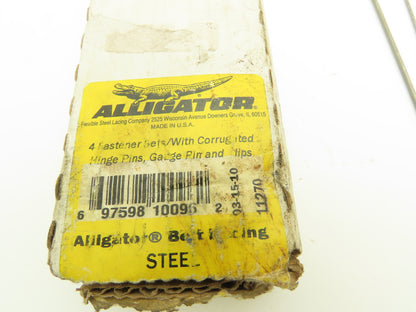 ALLIGATOR®
Flexible Steel Lacing Company 2525 Wisconsin Avenue Downers Grove, IL 60515
MADE IN U.S.A.
4 Fastener Sets/With Corrugated
Hinge Pins, Gauge Pin and Clips
6 97598 10096 2
03-15-10
11270
Alligator® Belt Lacing
STEEL